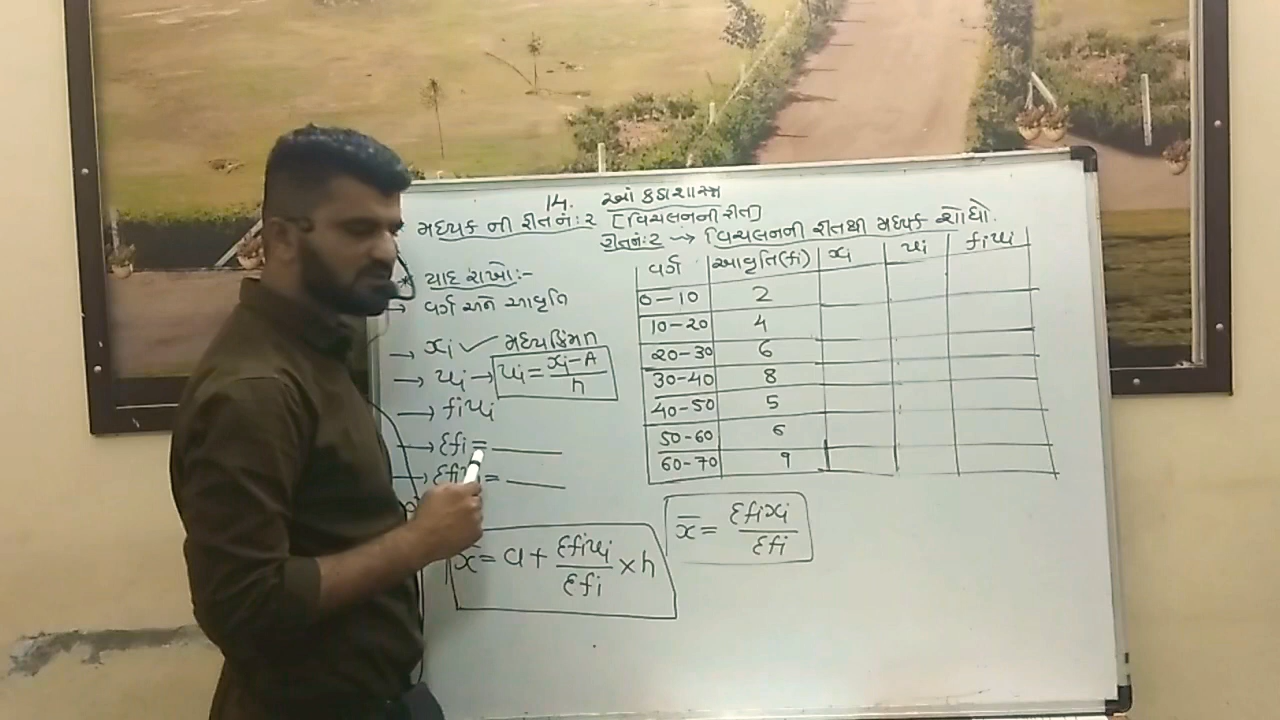 14. આંકડાશાસ્ત્ર
મધ્યક ની રીત નં: ૨ [વિચલનની રીત]
રીતનં: ૨ → વિચલનની રીતથી મધ્યક શોધો.
* યાદ રાખો:-
→ વર્ગ અને આવૃતિ
→ xi ✓ મધ્યકિંમત
→ ui → ui = xi-A / h
→ fiui
→ Σfi = ____
→ Σfiui = ____
x̄ = a + Σfiui / Σfi × h
વર્ગ આવૃતિ(fi) xi ui fiui
0-10 2
10-20 4
20-30 6
30-40 8
40-50 5
50-60 6
60-70 9
x̄ = Σfixi / Σfi